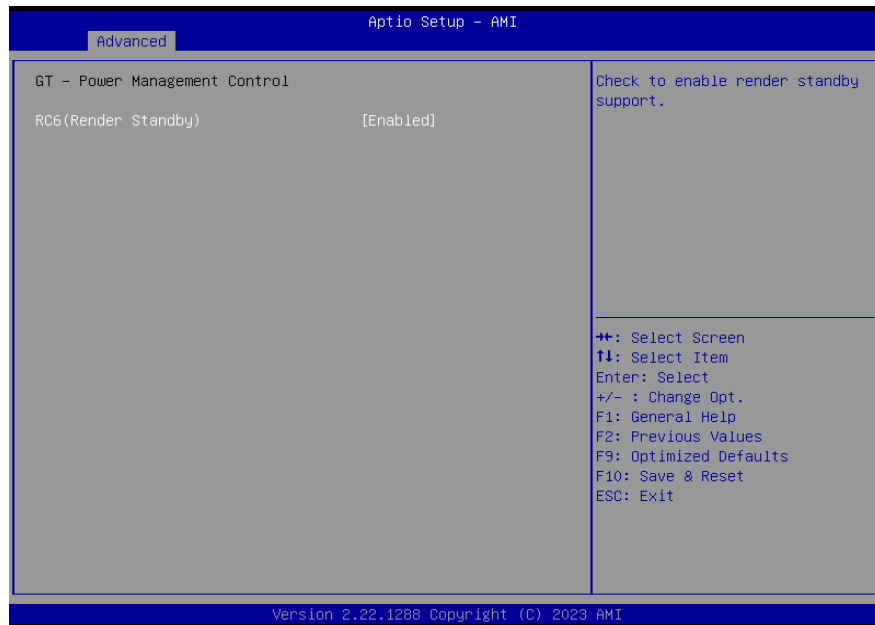 Aptio Setup – AMI
Advanced
GT – Power Management Control
RC6(Render Standby) [Enabled]
Check to enable render standby
support.
→←: Select Screen
↑↓: Select Item
Enter: Select
+/- : Change Opt.
F1: General Help
F2: Previous Values
F9: Optimized Defaults
F10: Save & Reset
ESC: Exit
Version 2.22.1288 Copyright (C) 2023 AMI